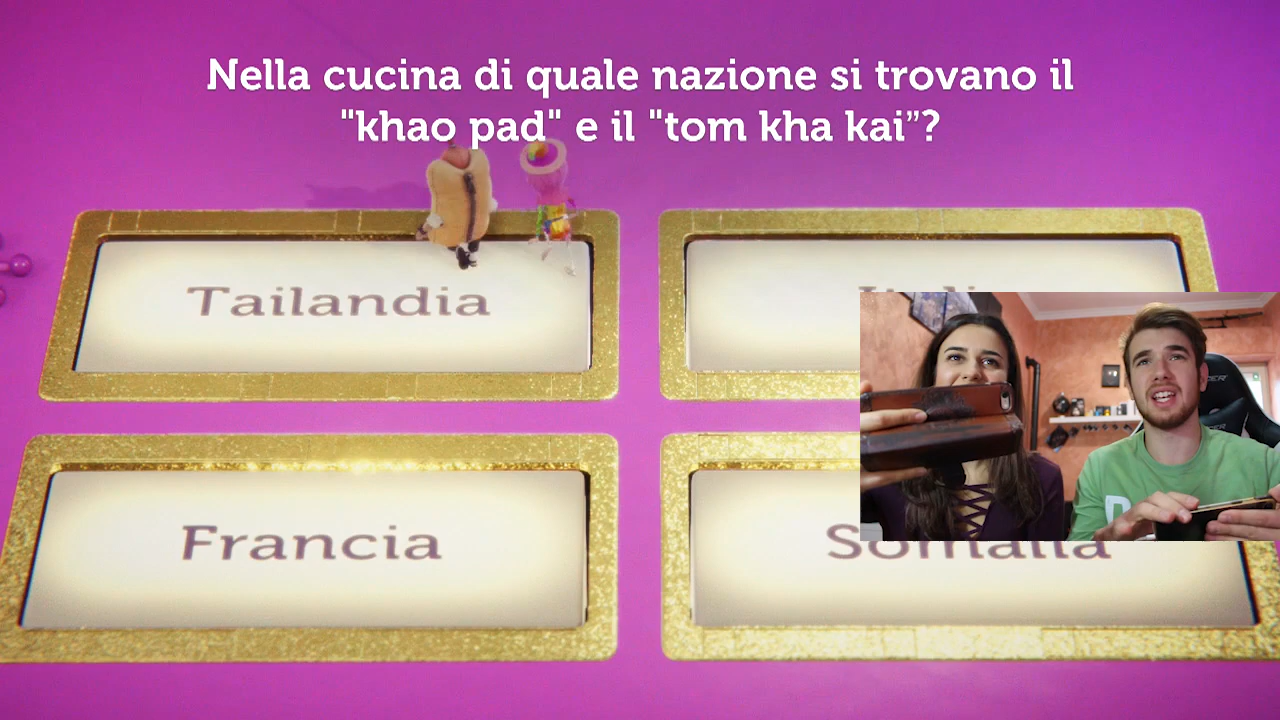 Nella cucina di quale nazione si trovano il
"khao pad" e il "tom kha kai”?
Tailandia
Francia